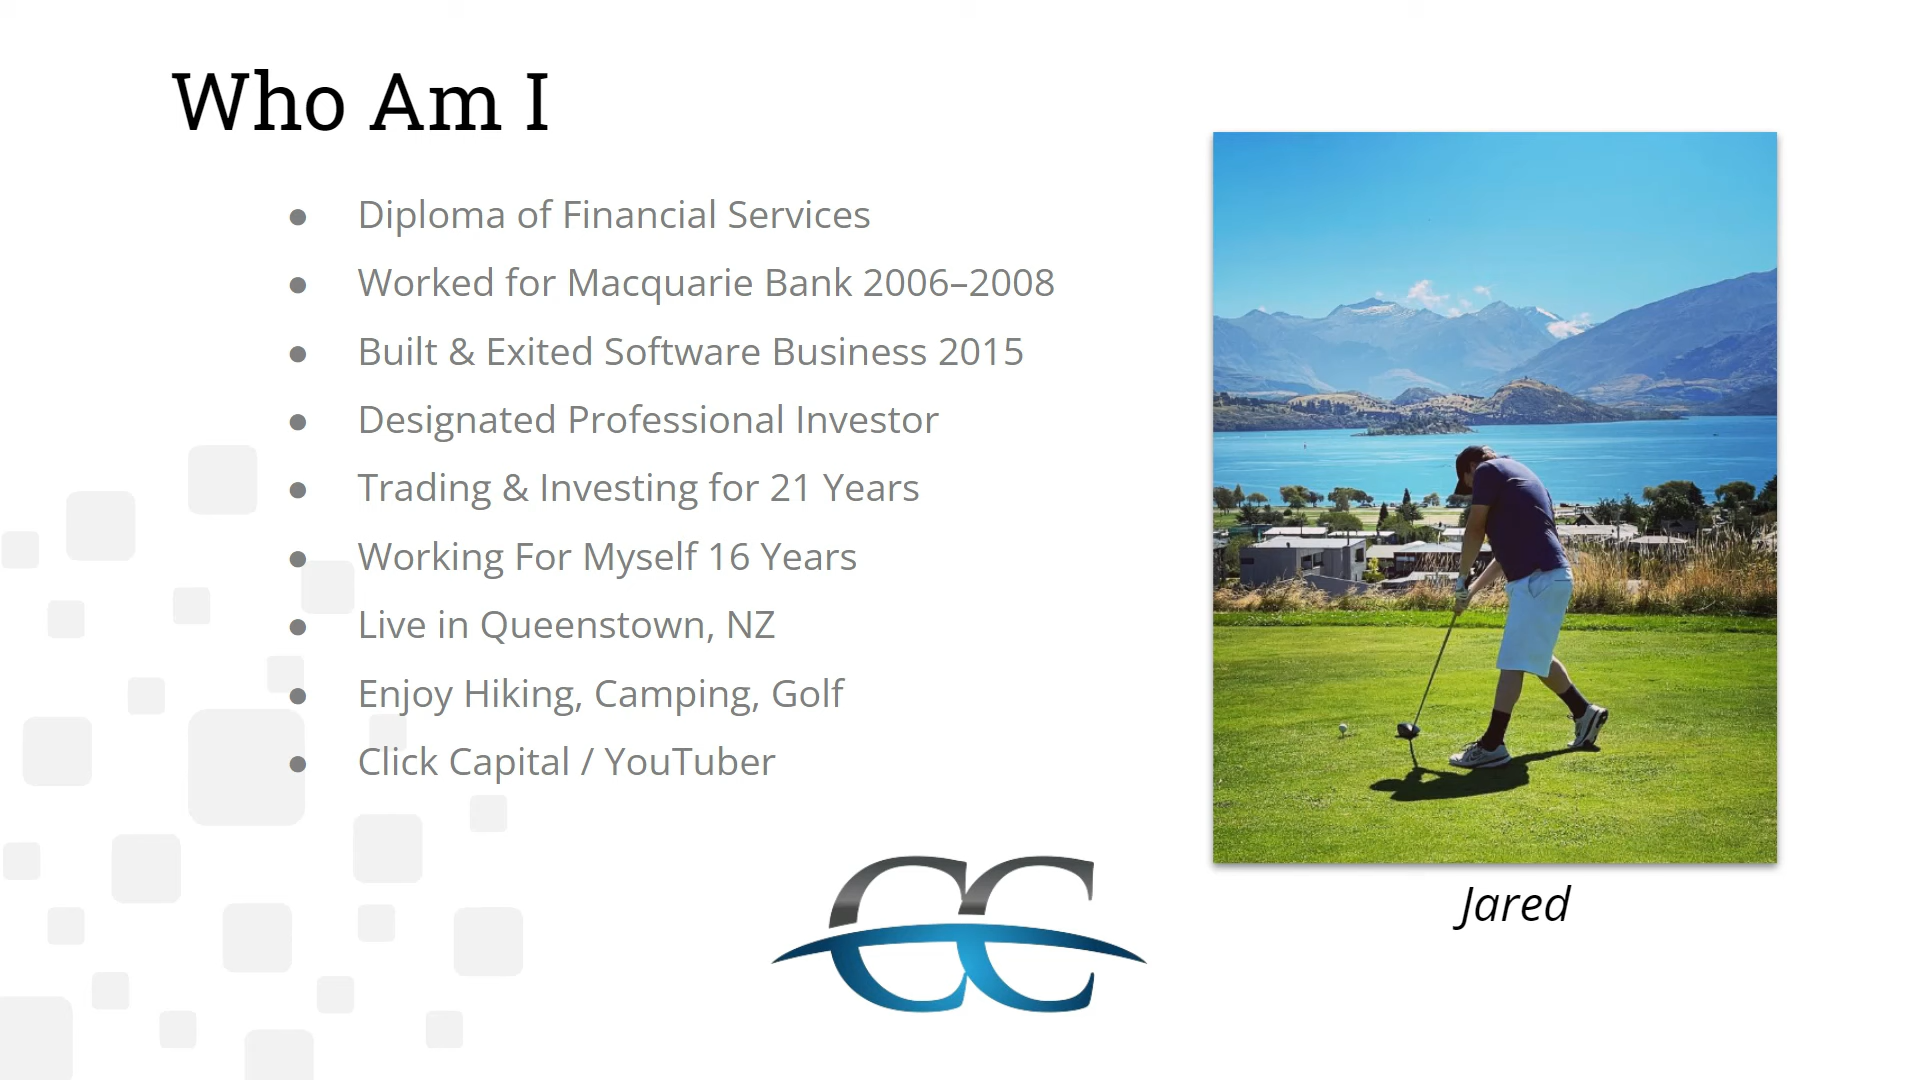 Who Am I
● Diploma of Financial Services
● Worked for Macquarie Bank 2006–2008
● Built & Exited Software Business 2015
● Designated Professional Investor
● Trading & Investing for 21 Years
● Working For Myself 16 Years
● Live in Queenstown, NZ
● Enjoy Hiking, Camping, Golf
● Click Capital / YouTuber
CC
Jared